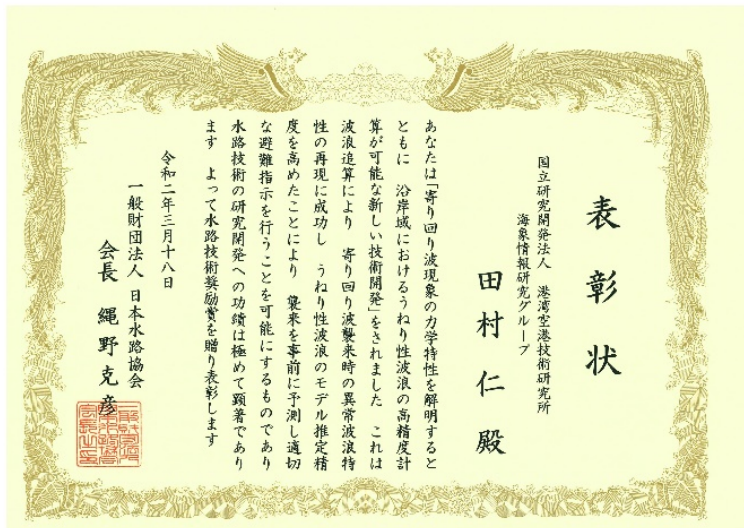 表彰状
国立研究開発法人　港湾空港技術研究所
海象情報研究グループ
田村仁殿
あなたは「寄り回り波現象の力学特性を解明すると
ともに　沿岸域におけるうねり性波浪の高精度計
算が可能な新しい技術開発」をされました　これは
波浪追算により　寄り回り波襲来時の異常波浪特
性の再現に成功し　うねり性波浪のモデル推定精
度を高めたことにより　襲来を事前に予測し適切
な避難指示を行うことを可能にするものであり
水路技術の研究開発への功績は極めて顕著であり
ます　よって水路技術奨励賞を贈り表彰します
令和二年三月十八日
一般財団法人　日本水路協会
会長　縄野克彦